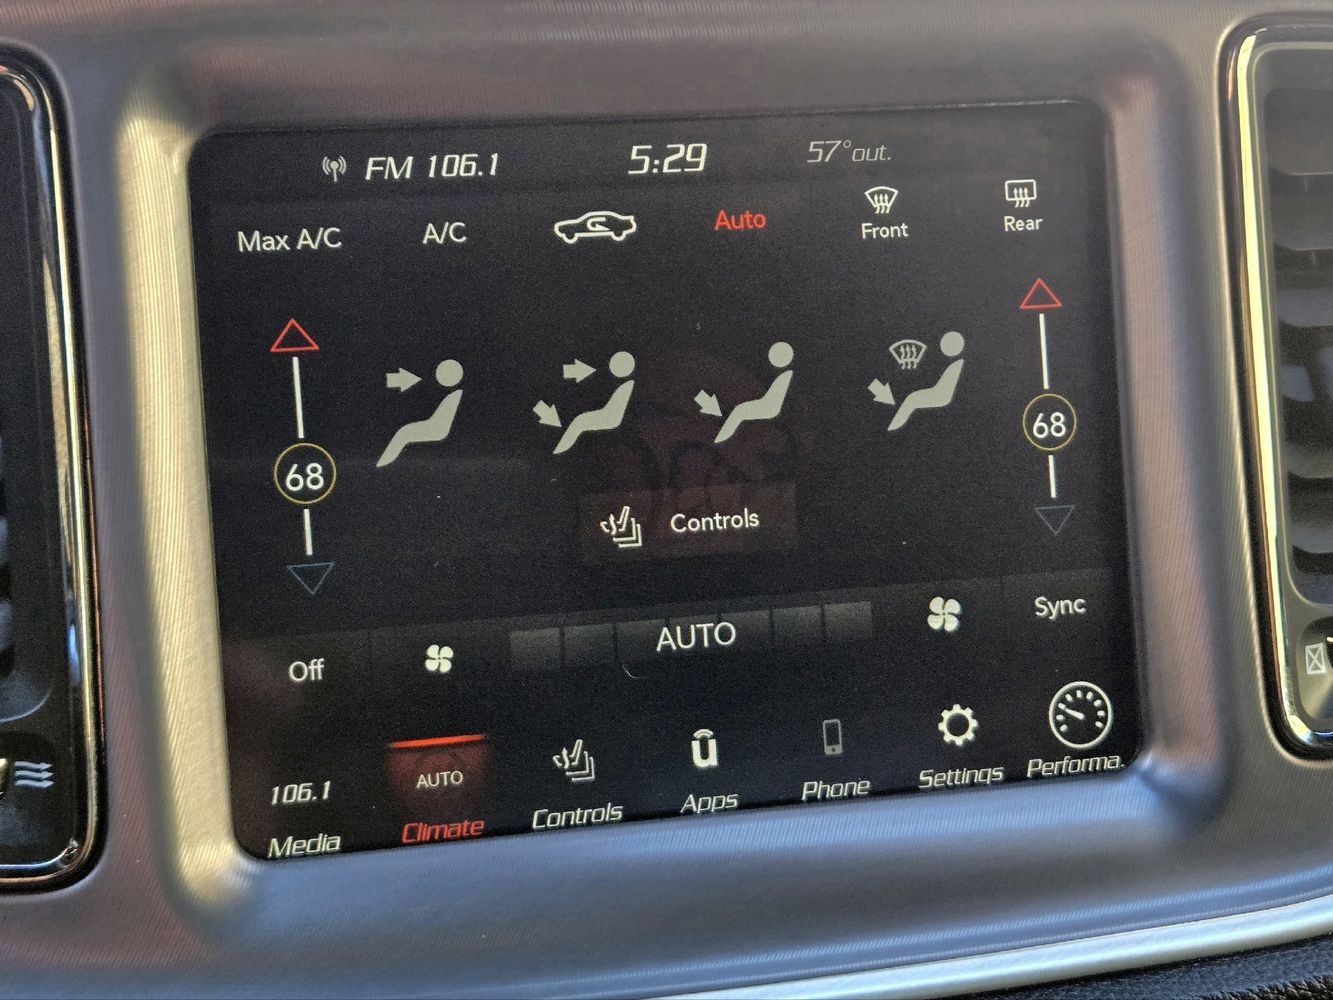 FM 106.1 5:29 57° out.
Max A/C A/C Auto Front Rear
68 68
Controls
Off AUTO Sync
106.1 AUTO
Media Climate Controls Apps Phone Settings Performa.